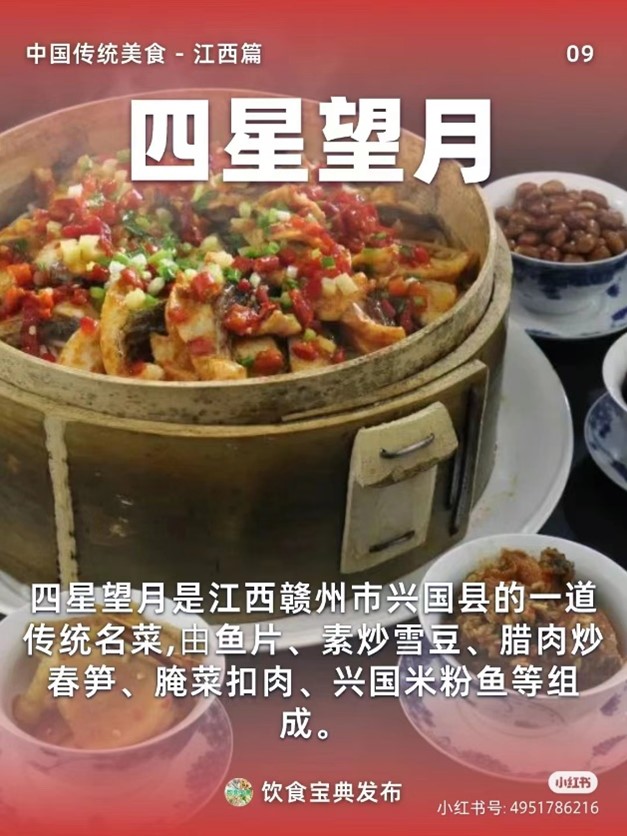 中国传统美食 - 江西篇
09
四星望月
四星望月是江西赣州市兴国县的一道
传统名菜,由鱼片、素炒雪豆、腊肉炒
春笋、腌菜扣肉、兴国米粉鱼等组
成。
饮食宝典发布
小红书
小红书号: 4951786216